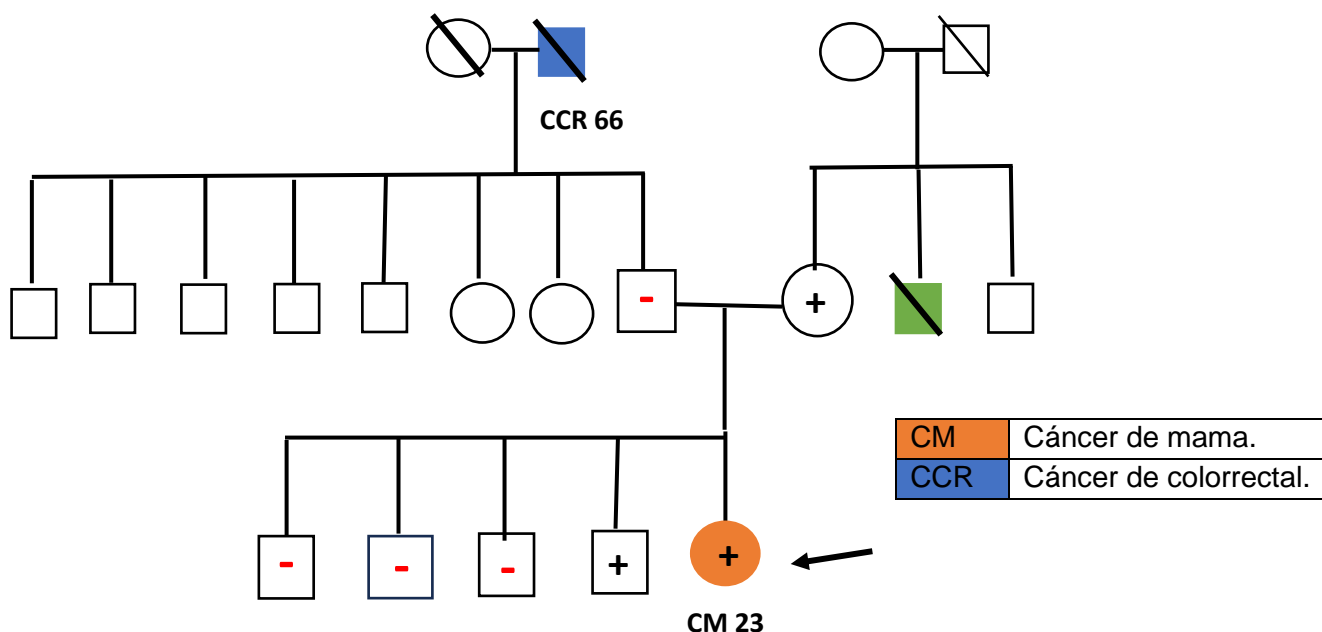 CCR 66
-
+
CM Cáncer de mama.
CCR Cáncer de colorrectal.
-
-
-
+
+
CM 23